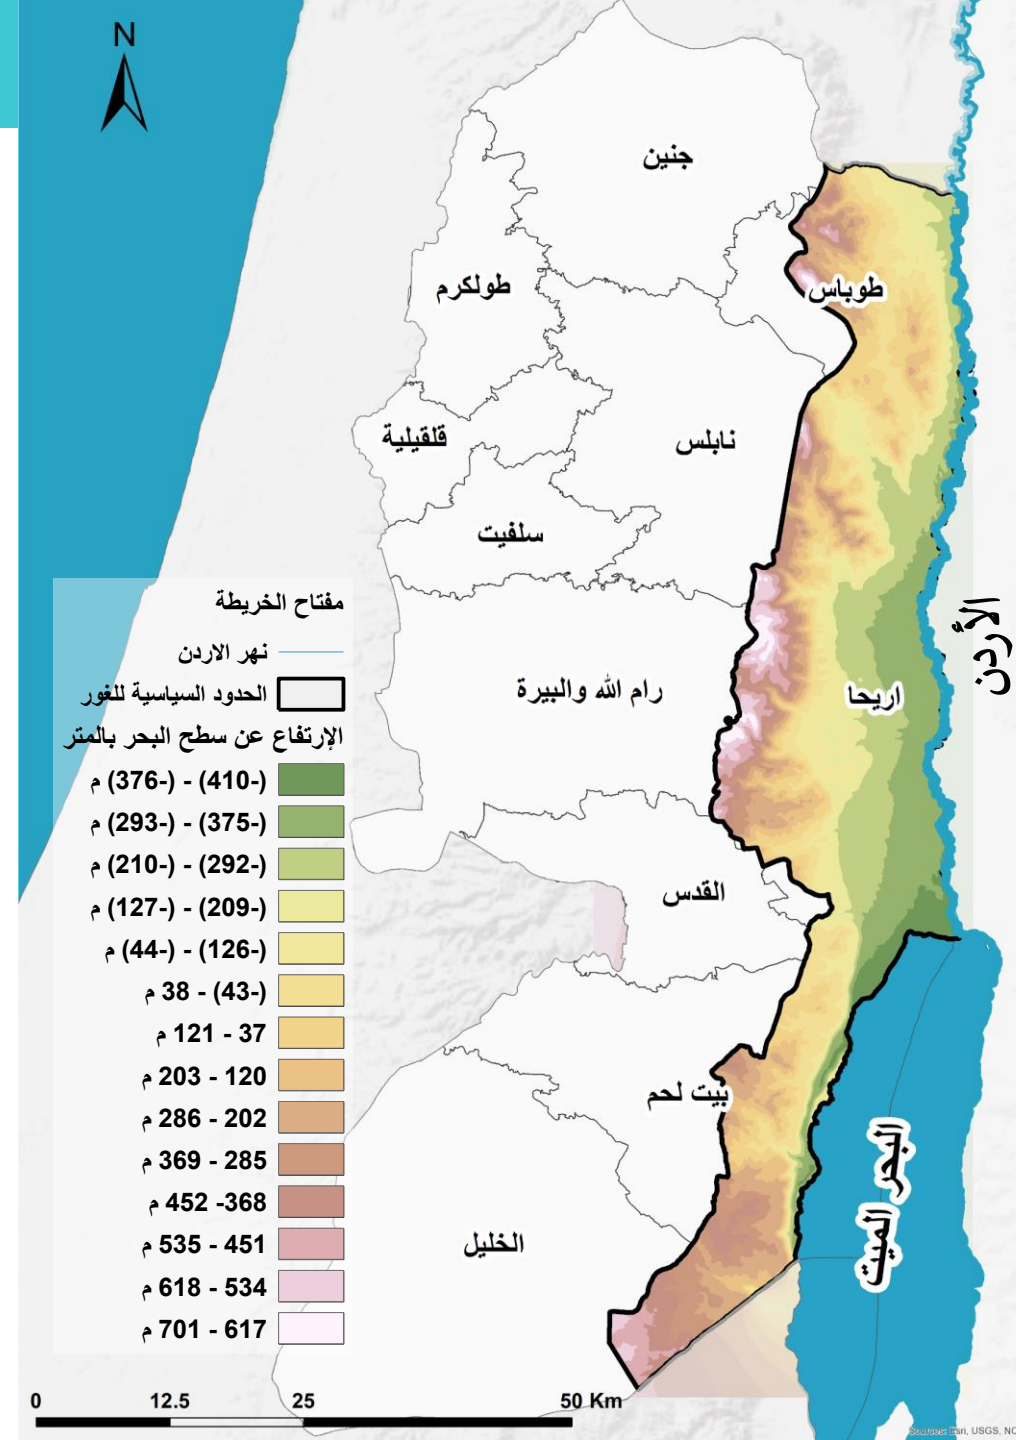 N
جنين
طولكرم
طوباس
قلقيلية
نابلس
سلفيت
الأردن
رام الله والبيرة
اريحا
القدس
بيت لحم
البحر الميت
الخليل
مفتاح الخريطة
نهر الاردن
الحدود السياسية للغور
الإرتفاع عن سطح البحر بالمتر
(-410) - (-376) م
(-375) - (-293) م
(-292) - (-210) م
(-209) - (-127) م
(-126) - (-44) م
(-43) - 38 م
37 - 121 م
120 - 203 م
202 - 286 م
285 - 369 م
368- 452 م
451 - 535 م
534 - 618 م
617 - 701 م
0 12.5 25 50 Km
Sources: Esri, USGS, NO